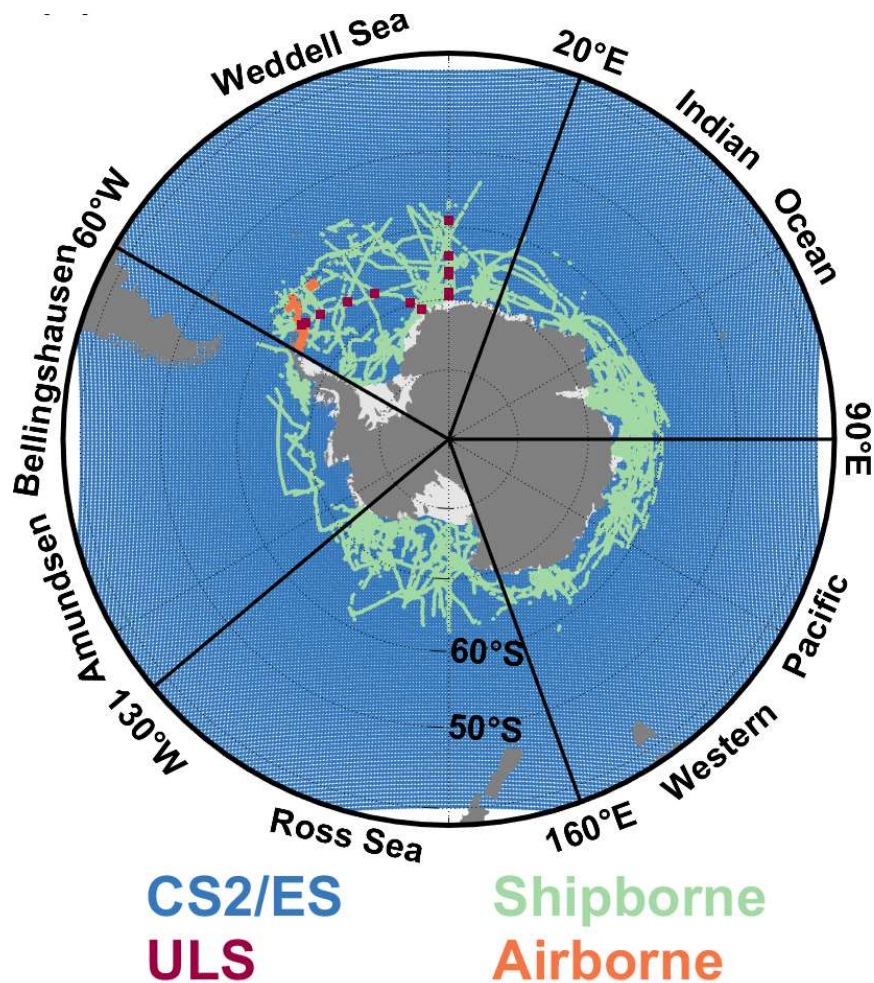 Weddell Sea
20°E
Indian
Ocean
60°W
Bellingshausen
90°E
Amundsen
60°S
Pacific
50°S
130°W
Western
Ross Sea
160°E
CS2/ES
Shipborne
ULS
Airborne